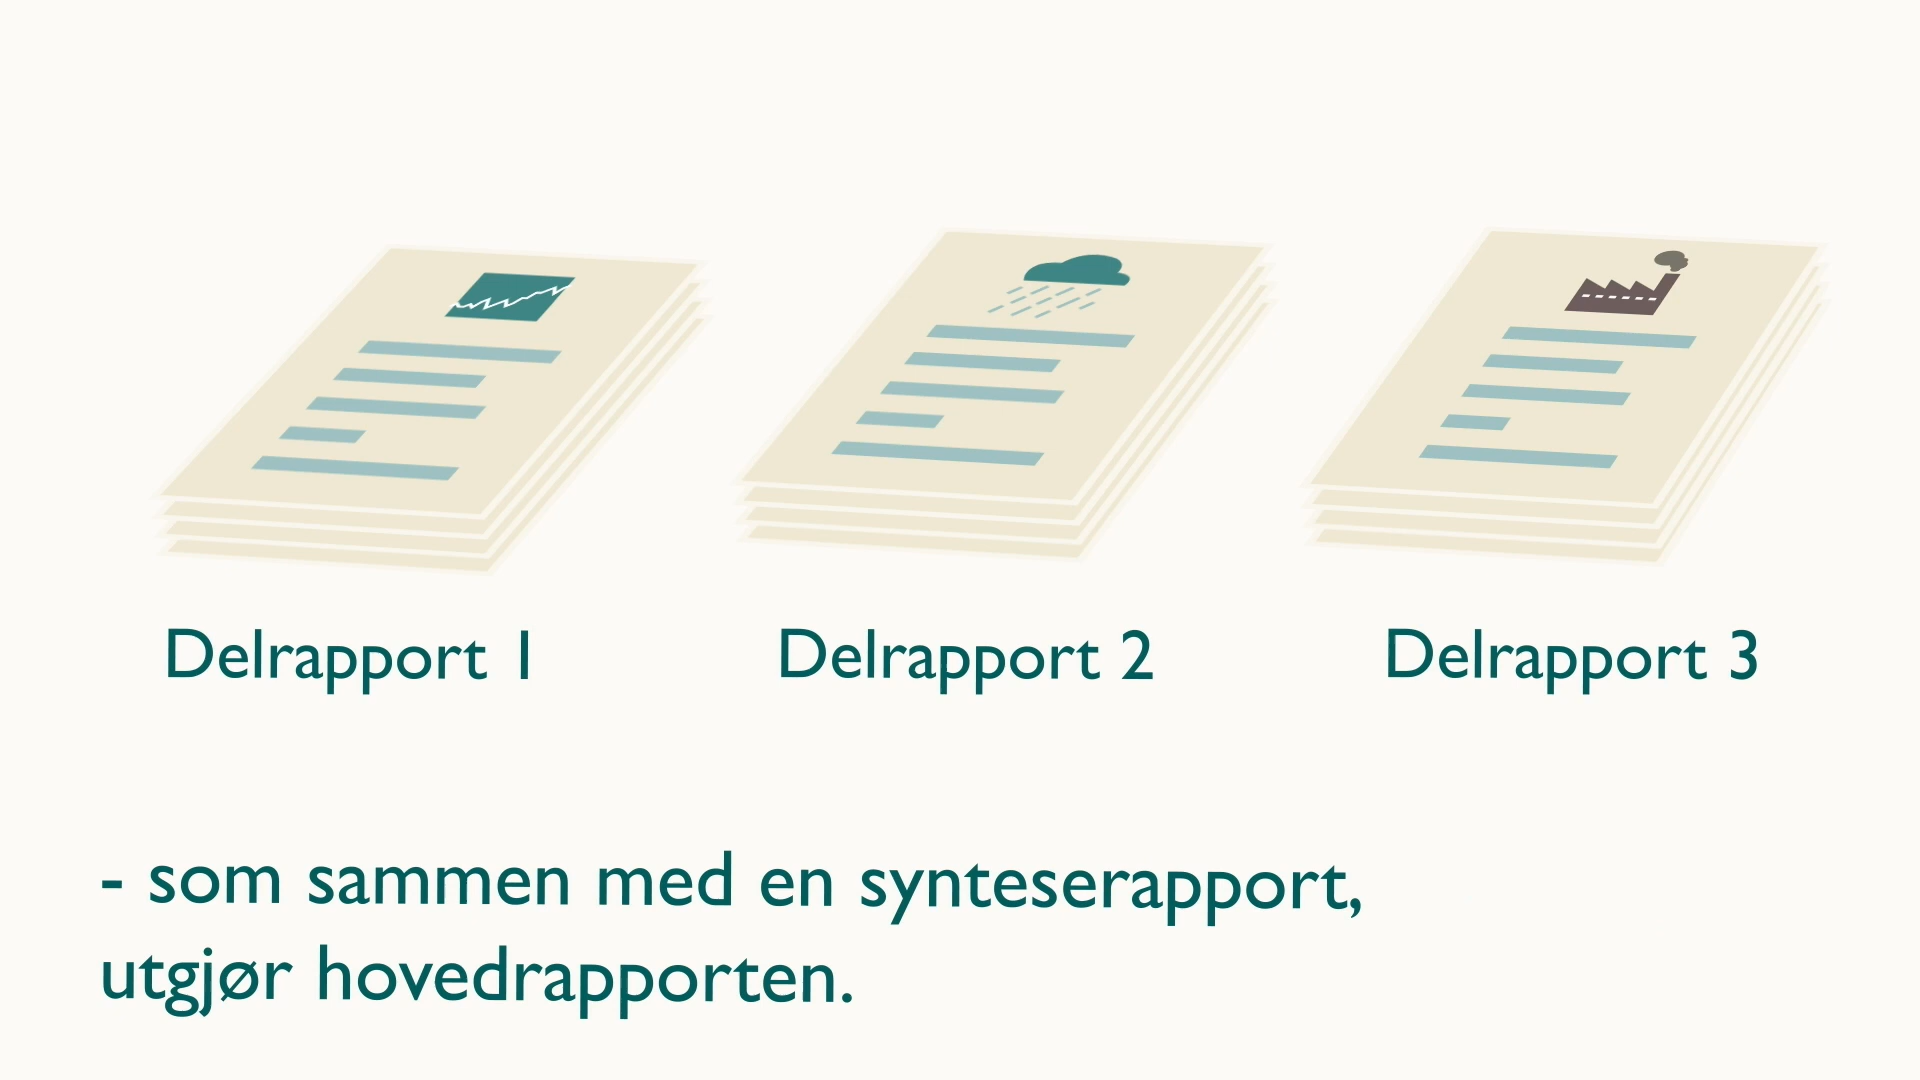 Delrapport 1
Delrapport 2
Delrapport 3
- som sammen med en synteserapport,
utgjør hovedrapporten.